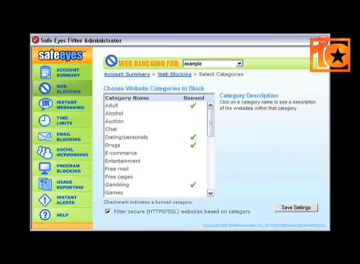 Safe Eyes Filter Administrator
safeeyes
WEB BLOCKING FOR: example
Account Summary -> Web Blocking -> Select Categories
ACCOUNT SUMMARY
WEB BLOCKING
INSTANT MESSAGING
TIME LIMITS
EMAIL BLOCKING
SOCIAL NETWORKING
PROGRAM BLOCKING
USAGE REPORTING
INSTANT ALERTS
HELP
Choose Website Categories to Block
Category Name Banned
Adult
Alcohol
Auction
Chat
Dating/personals
Drugs
E-commerce
Entertainment
Free mail
Free pages
Gambling
Games
Checkmark indicates a banned category.
Filter secure (HTTPS/SSL) websites based on category
Category Description
Click on a category name to see a description
of the websites within that category.
Save Settings